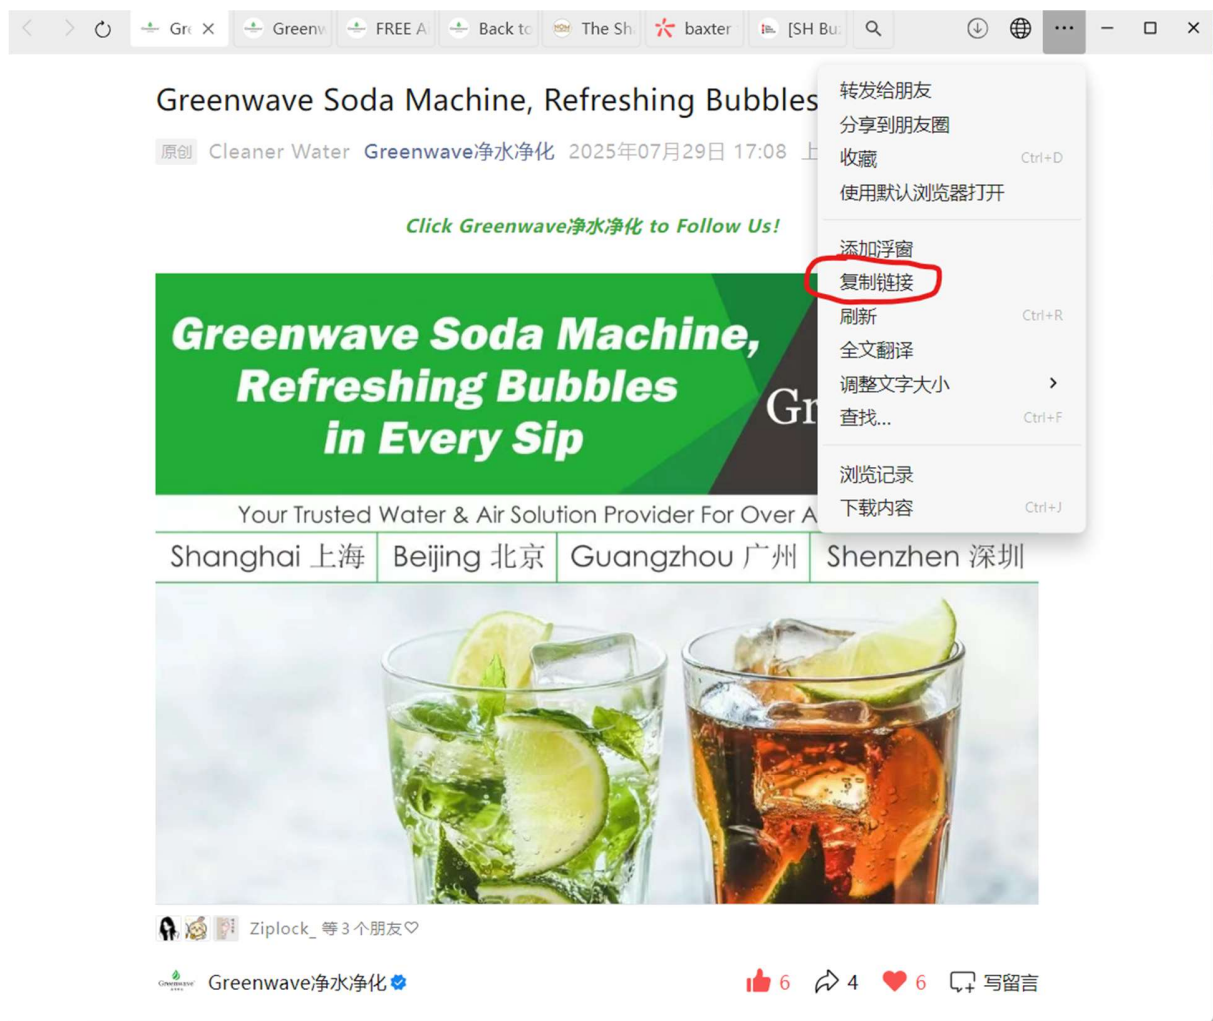 Gr
Greenw
FREE A
Back to
The Sh
baxter
[SH Bu
Greenwave Soda Machine, Refreshing Bubbles
原创 Cleaner Water Greenwave净水净化 2025年07月29日 17:08 上
Click Greenwave净水净化 to Follow Us!
转发给朋友
分享到朋友圈
收藏 Ctrl+D
使用默认浏览器打开
添加浮窗
复制链接
刷新 Ctrl+R
全文翻译
调整文字大小
查找... Ctrl+F
浏览记录
下载内容 Ctrl+J
Greenwave Soda Machine,
Refreshing Bubbles
in Every Sip
Gr
Your Trusted Water & Air Solution Provider For Over A
Shanghai 上海 Beijing 北京 Guangzhou 广州 Shenzhen 深圳
Ziplock_ 等3个朋友♡
Greenwave净水净化 6 4 6 写留言